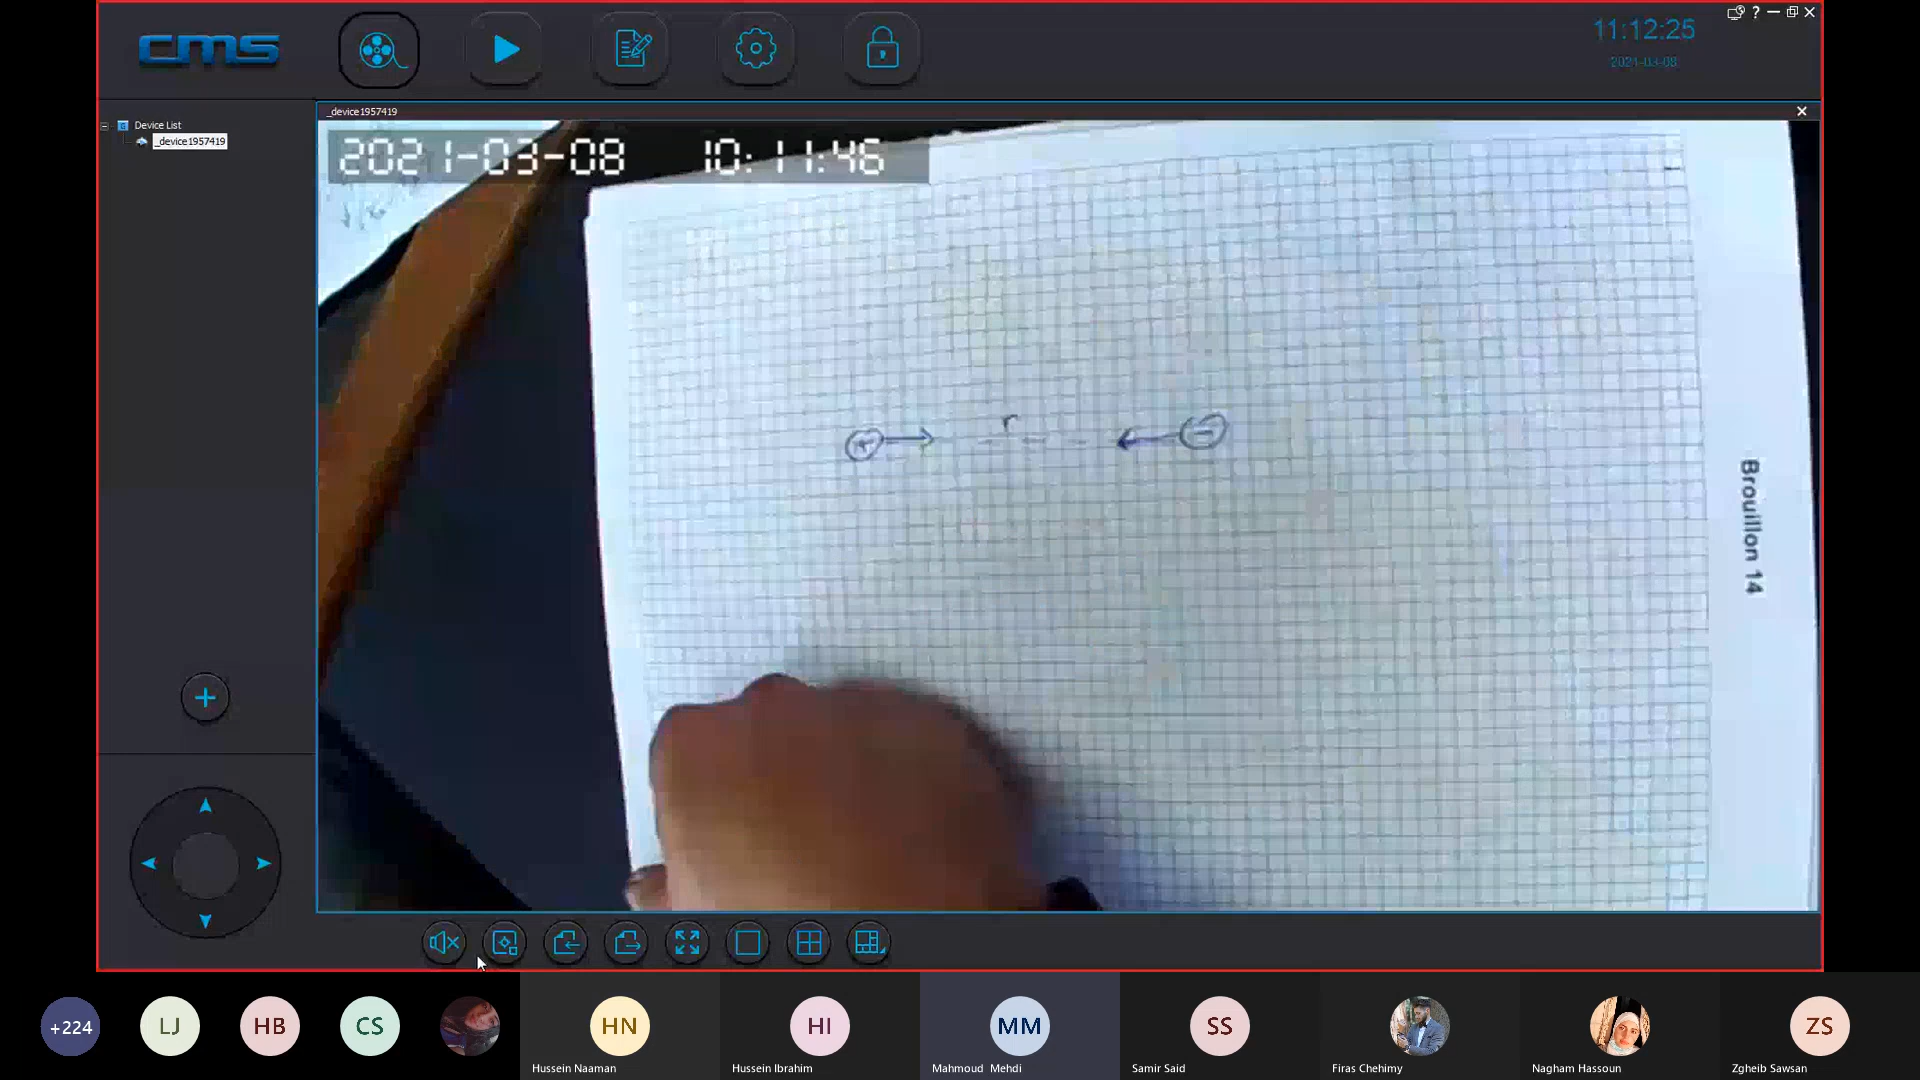 cms
11:12:25
2021-03-08
?
Device List
_device1957419
_device1957419
2021-03-08 10:11:46
+ r -
Brouillon 14
+224
LJ
HB
CS
HN
HI
MM
SS
ZS
Hussein Naaman
Hussein Ibrahim
Mahmoud Mehdi
Samir Said
Firas Chehimy
Nagham Hassoun
Zgheib Sawsan